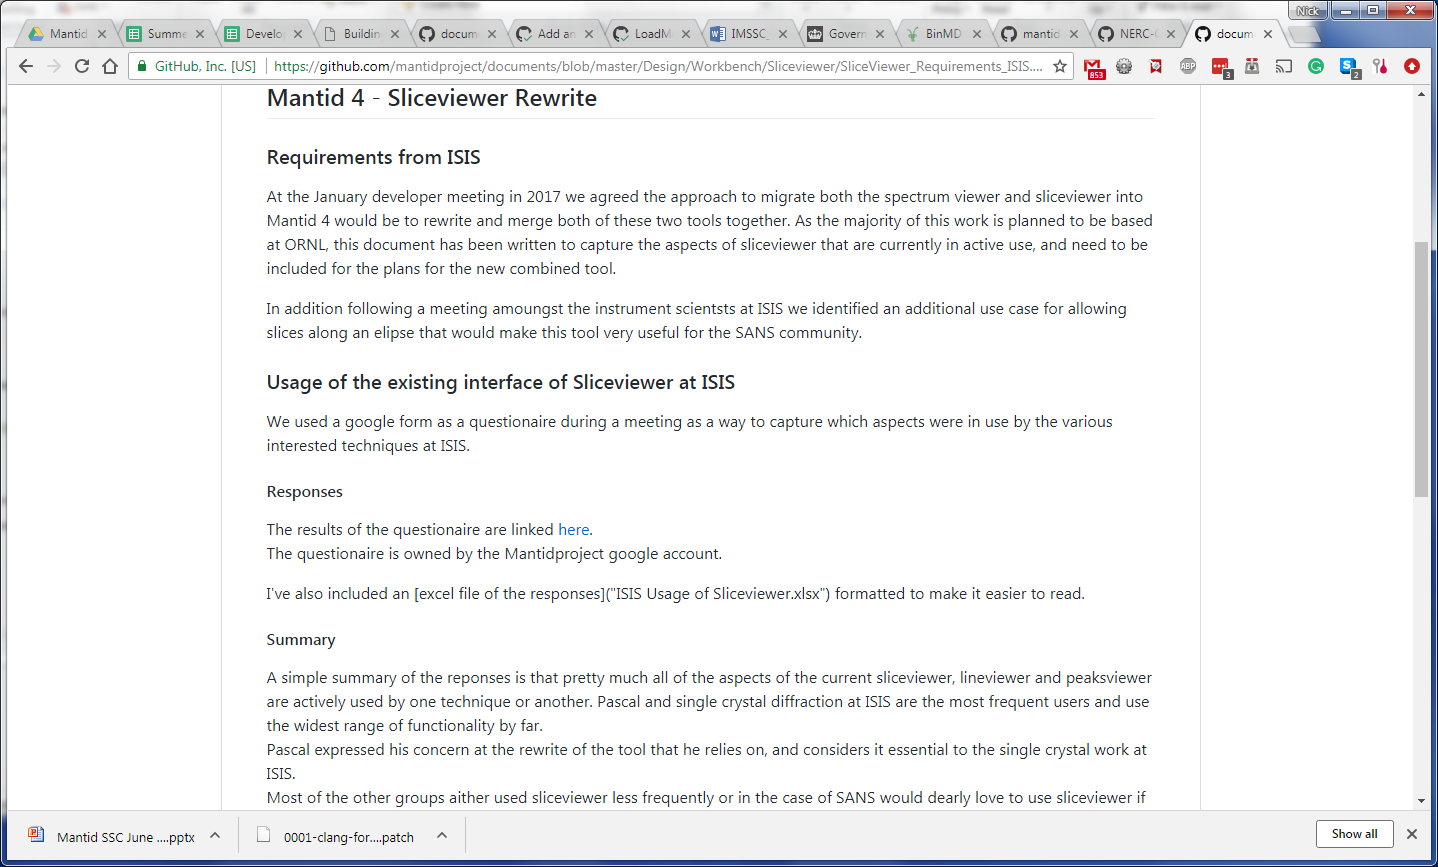 Nick
Mantid
Summe
Develo
Buildin
docum
Add an
LoadM
IMSSC_
Govern
BinMD
mantid
NERC-
docum
GitHub, Inc. [US]
https://github.com/mantidproject/documents/blob/master/Design/Workbench/Sliceviewer/SliceViewer_Requirements_ISIS....
853
ABP
3
2
Mantid 4 - Sliceviewer Rewrite
Requirements from ISIS
At the January developer meeting in 2017 we agreed the approach to migrate both the spectrum viewer and sliceviewer into
Mantid 4 would be to rewrite and merge both of these two tools together. As the majority of this work is planned to be based
at ORNL, this document has been written to capture the aspects of sliceviewer that are currently in active use, and need to be
included for the plans for the new combined tool.
In addition following a meeting amoungst the instrument scientsts at ISIS we identified an additional use case for allowing
slices along an elipse that would make this tool very useful for the SANS community.
Usage of the existing interface of Sliceviewer at ISIS
We used a google form as a questionaire during a meeting as a way to capture which aspects were in use by the various
interested techniques at ISIS.
Responses
The results of the questionaire are linked here.
The questionaire is owned by the Mantidproject google account.
I've also included an [excel file of the responses]("ISIS Usage of Sliceviewer.xlsx") formatted to make it easier to read.
Summary
A simple summary of the reponses is that pretty much all of the aspects of the current sliceviewer, lineviewer and peaksviewer
are actively used by one technique or another. Pascal and single crystal diffraction at ISIS are the most frequent users and use
the widest range of functionality by far.
Pascal expressed his concern at the rewrite of the tool that he relies on, and considers it essential to the single crystal work at
ISIS.
Most of the other groups aither used sliceviewer less frequently or in the case of SANS would dearly love to use sliceviewer if
Mantid SSC June ....pptx
0001-clang-for....patch
Show all